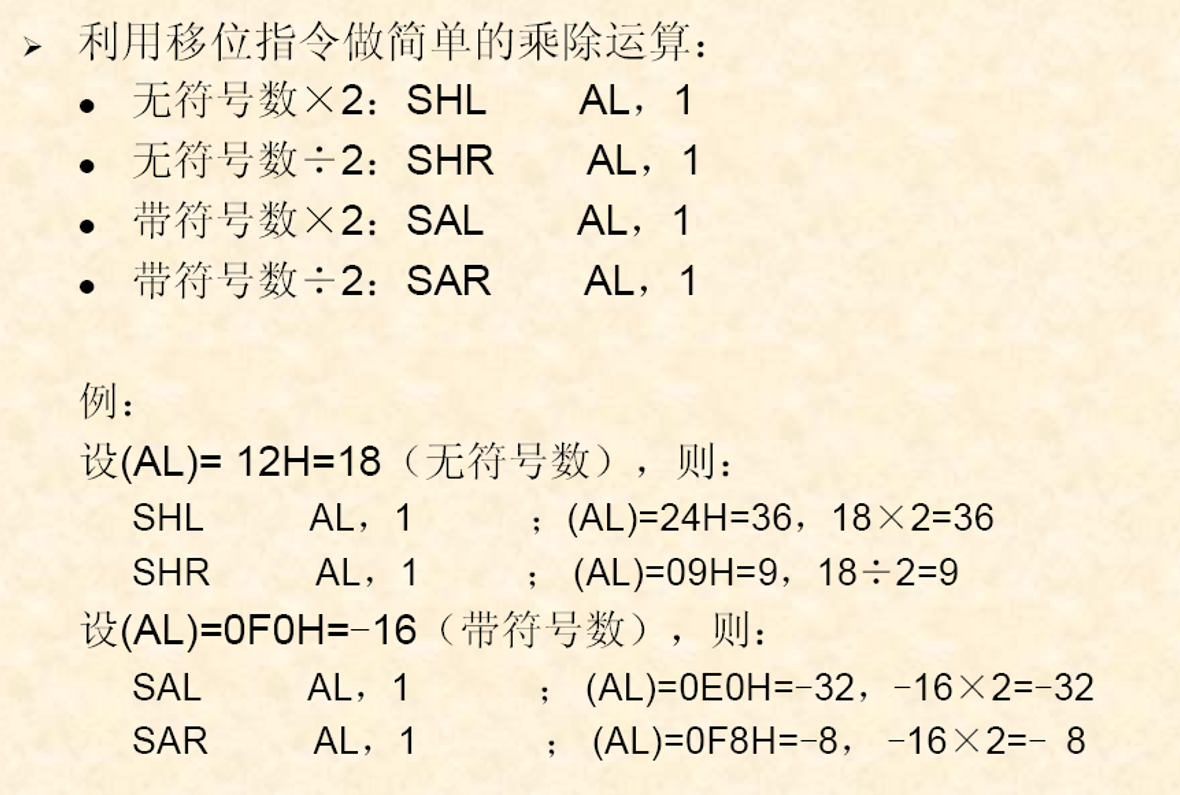 ➢ 利用移位指令做简单的乘除运算:
● 无符号数×2: SHL AL, 1
● 无符号数÷2: SHR AL, 1
● 带符号数×2: SAL AL, 1
● 带符号数÷2: SAR AL, 1
例:
设(AL)= 12H=18（无符号数）, 则:
SHL AL, 1 ; (AL)=24H=36, 18×2=36
SHR AL, 1 ; (AL)=09H=9, 18÷2=9
设(AL)=0F0H=-16（带符号数）, 则:
SAL AL, 1 ; (AL)=0E0H=-32, -16×2=-32
SAR AL, 1 ; (AL)=0F8H=-8, -16×2=- 8